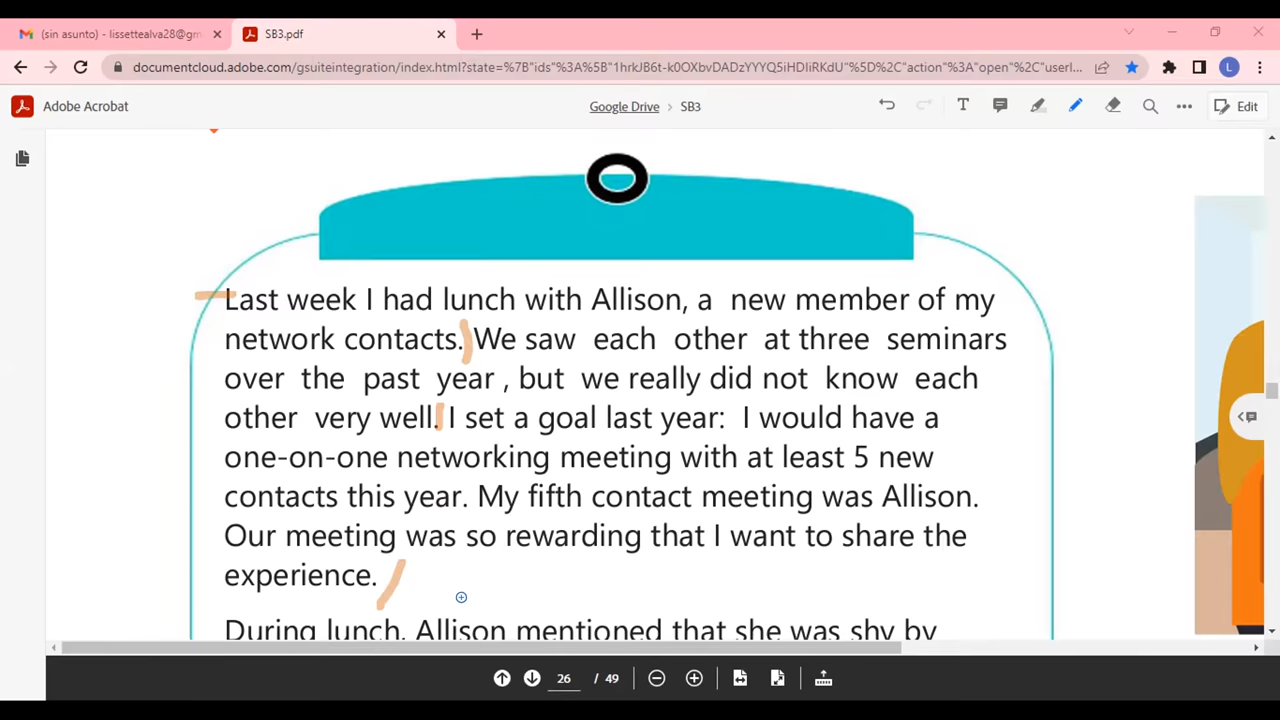 (sin asunto) - lissettealva28@gm
SB3.pdf
documentcloud.adobe.com/gsuiteintegration/index.html?state=%7B"ids"%3A%5B"1hrkJB6t-k0OXbvDADzYYYQ5iHDIiRKdU"%5D%2C"action"%3A"open"%2C"userI...
L
Adobe Acrobat
Google Drive
SB3
T
Edit
Last week I had lunch with Allison, a new member of my
network contacts. We saw each other at three seminars
over the past year , but we really did not know each
other very well. I set a goal last year: I would have a
one-on-one networking meeting with at least 5 new
contacts this year. My fifth contact meeting was Allison.
Our meeting was so rewarding that I want to share the
experience.
During lunch, Allison mentioned that she was shy by
26 / 49